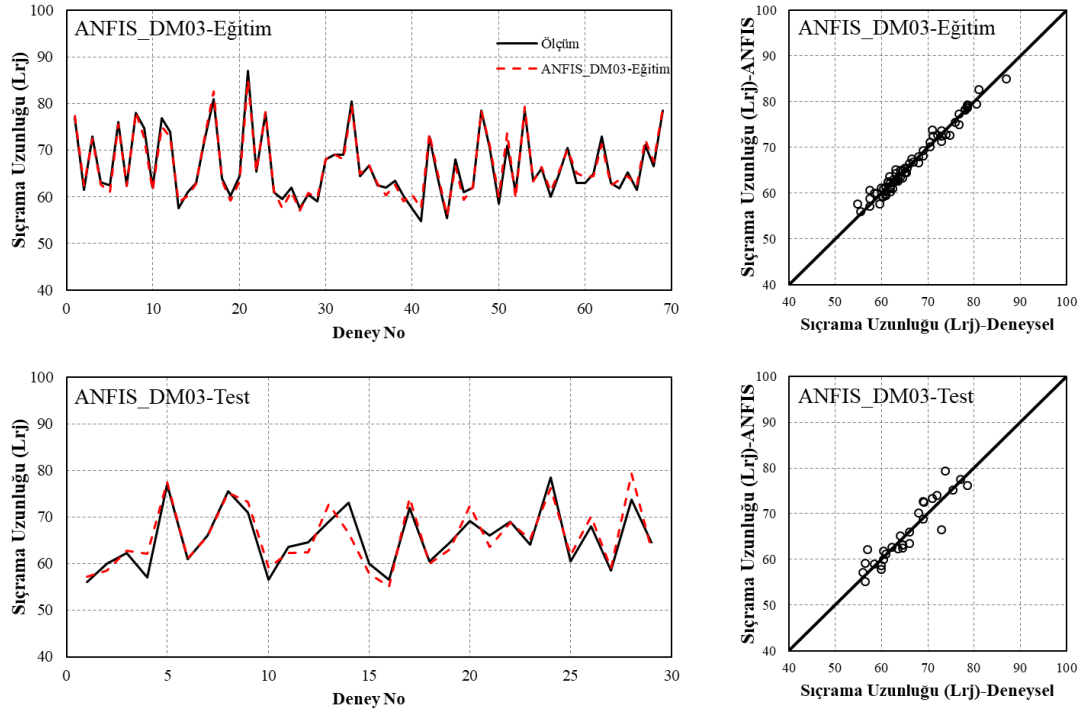 ANFIS_DM03-Eğitim
Ölçüm
ANFIS_DM03-Eğitim
Sıçrama Uzunluğu (Lrj)
100
90
80
70
60
50
40
0 10 20 30 40 50 60 70
Deney No
ANFIS_DM03-Eğitim
Sıçrama Uzunluğu (Lrj)-ANFIS
100
90
80
70
60
50
40
40 50 60 70 80 90 100
Sıçrama Uzunluğu (Lrj)-Deneysel
ANFIS_DM03-Test
Sıçrama Uzunluğu (Lrj)
100
90
80
70
60
50
40
0 5 10 15 20 25 30
Deney No
ANFIS_DM03-Test
Sıçrama Uzunluğu (Lrj)-ANFIS
100
90
80
70
60
50
40
40 50 60 70 80 90 100
Sıçrama Uzunluğu (Lrj)-Deneysel